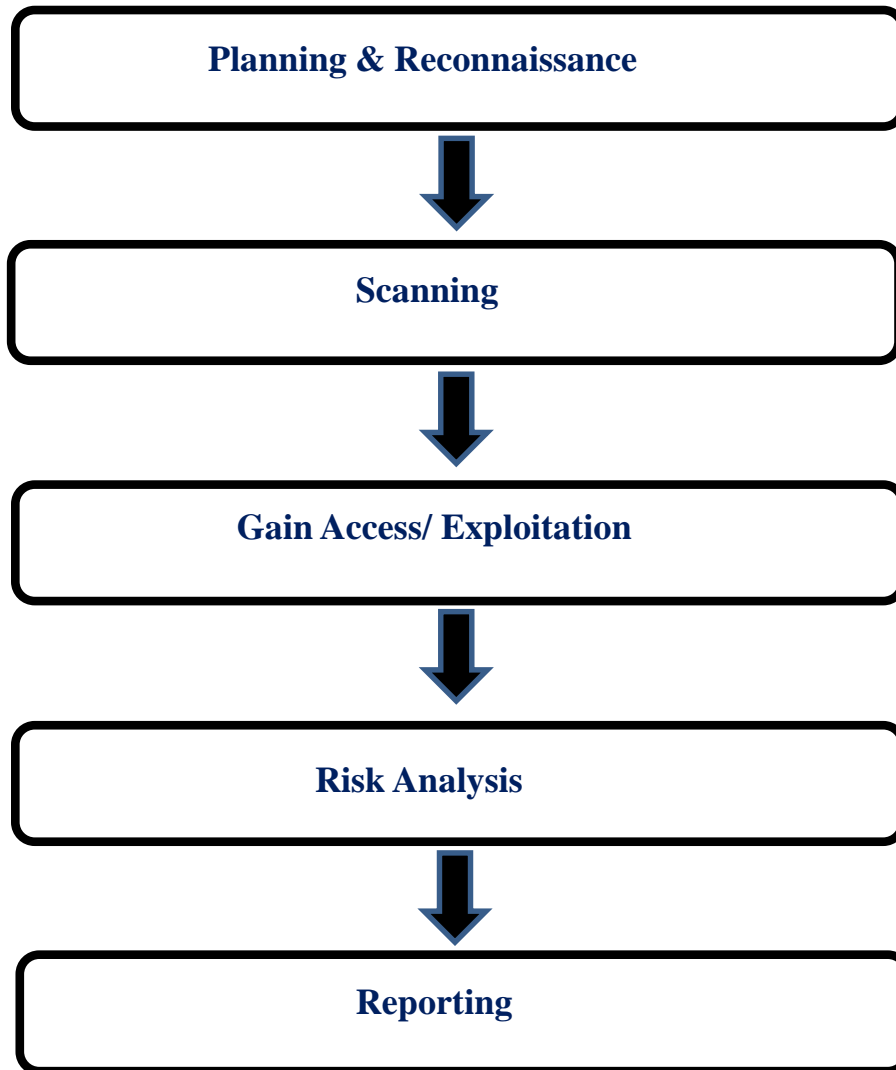 Planning & Reconnaissance
Scanning
Gain Access/ Exploitation
Risk Analysis
Reporting